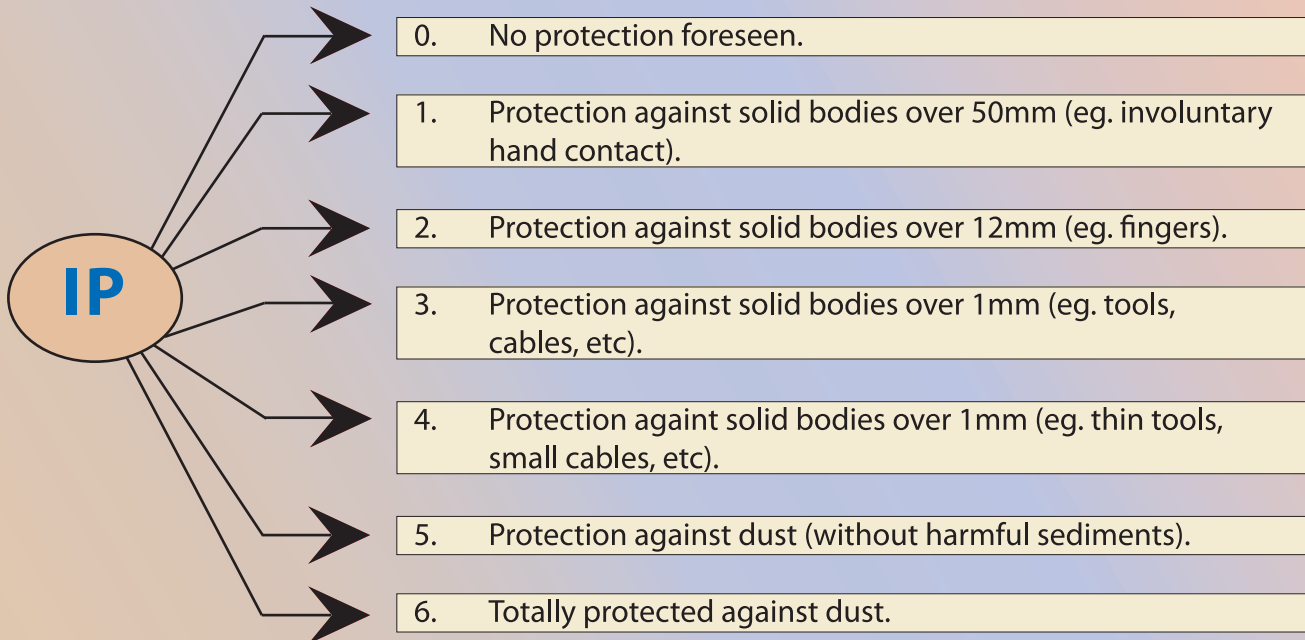 IP
0. No protection foreseen.
1. Protection against solid bodies over 50mm (eg. involuntary
hand contact).
2. Protection against solid bodies over 12mm (eg. fingers).
3. Protection against solid bodies over 1mm (eg. tools,
cables, etc).
4. Protection againt solid bodies over 1mm (eg. thin tools,
small cables, etc).
5. Protection against dust (without harmful sediments).
6. Totally protected against dust.